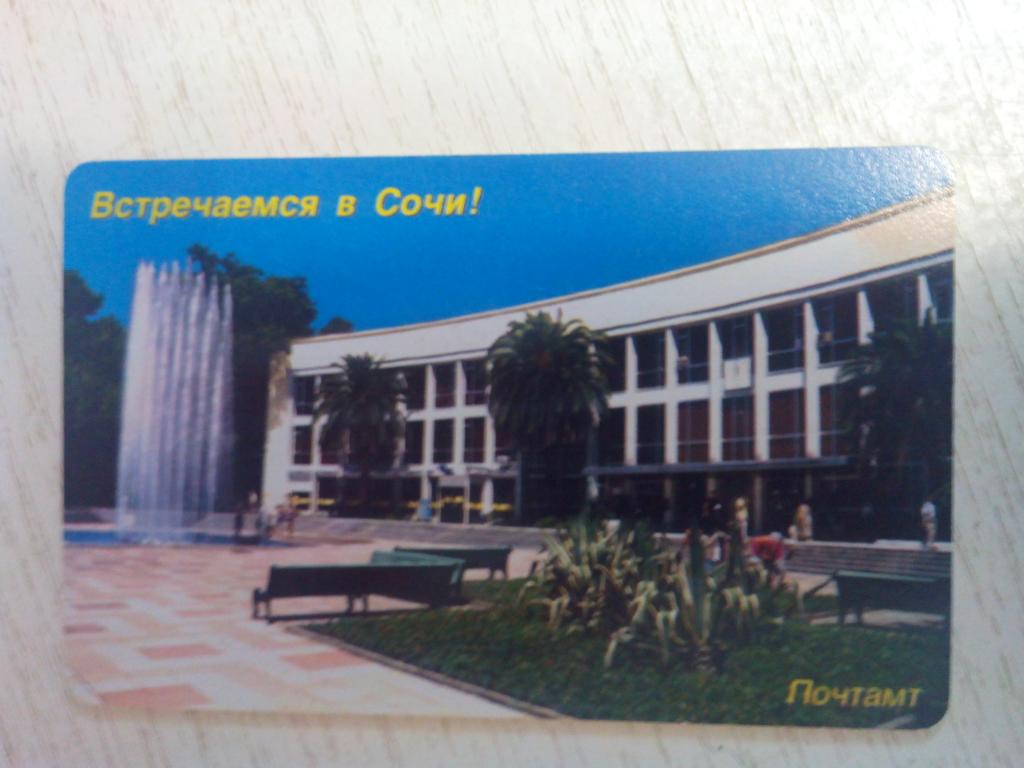 Встречаемся в Сочи!
Почтамт